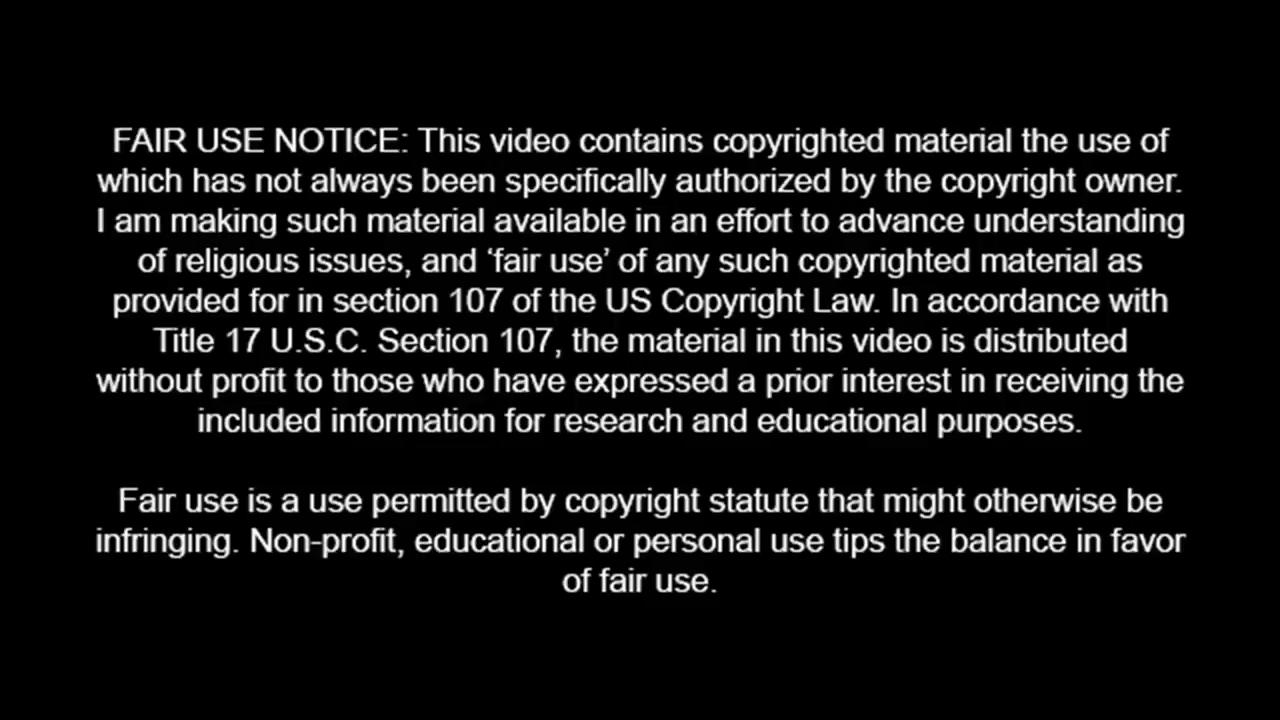 FAIR USE NOTICE: This video contains copyrighted material the use of
which has not always been specifically authorized by the copyright owner.
I am making such material available in an effort to advance understanding
of religious issues, and ‘fair use’ of any such copyrighted material as
provided for in section 107 of the US Copyright Law. In accordance with
Title 17 U.S.C. Section 107, the material in this video is distributed
without profit to those who have expressed a prior interest in receiving the
included information for research and educational purposes.
Fair use is a use permitted by copyright statute that might otherwise be
infringing. Non-profit, educational or personal use tips the balance in favor
of fair use.